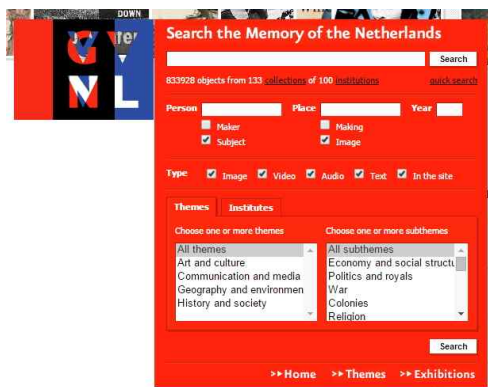 DOWN
GV
NL
Search the Memory of the Netherlands
Search
833928 objects from 133 collections of 100 institutions quick search
Person Place Year
Maker Making
Subject Image
Type Image Video Audio Text In the site
Themes Institutes
Choose one or more themes Choose one or more subthemes
All themes All subthemes
Art and culture Economy and social structu
Communication and media Politics and royals
Geography and environmen War
History and society Colonies
Religion
Search
>> Home >> Themes >> Exhibitions